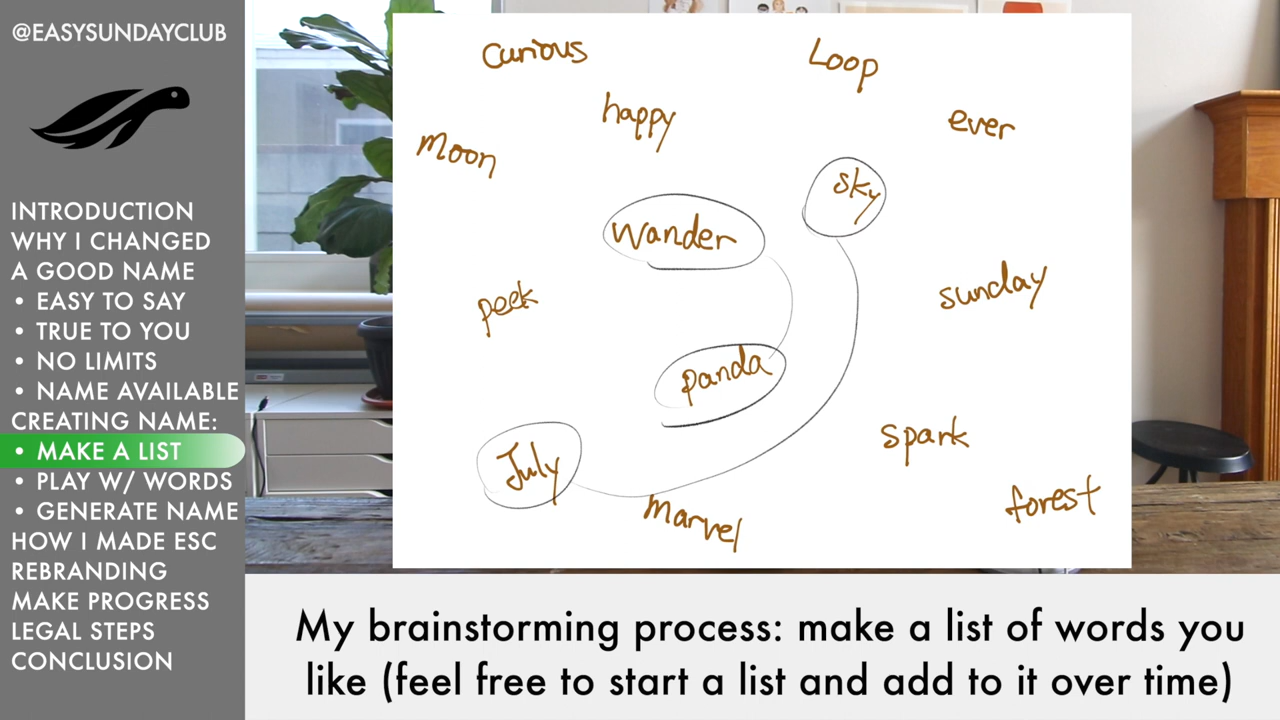 @EASYSUNDAYCLUB
INTRODUCTION
WHY I CHANGED
A GOOD NAME
• EASY TO SAY
• TRUE TO YOU
• NO LIMITS
• NAME AVAILABLE
CREATING NAME:
• MAKE A LIST
• PLAY W/ WORDS
• GENERATE NAME
HOW I MADE ESC
REBRANDING
MAKE PROGRESS
LEGAL STEPS
CONCLUSION
Curious
Loop
happy
ever
moon
sky
wander
sunday
peek
panda
spark
July
forest
marvel
My brainstorming process: make a list of words you
like (feel free to start a list and add to it over time)